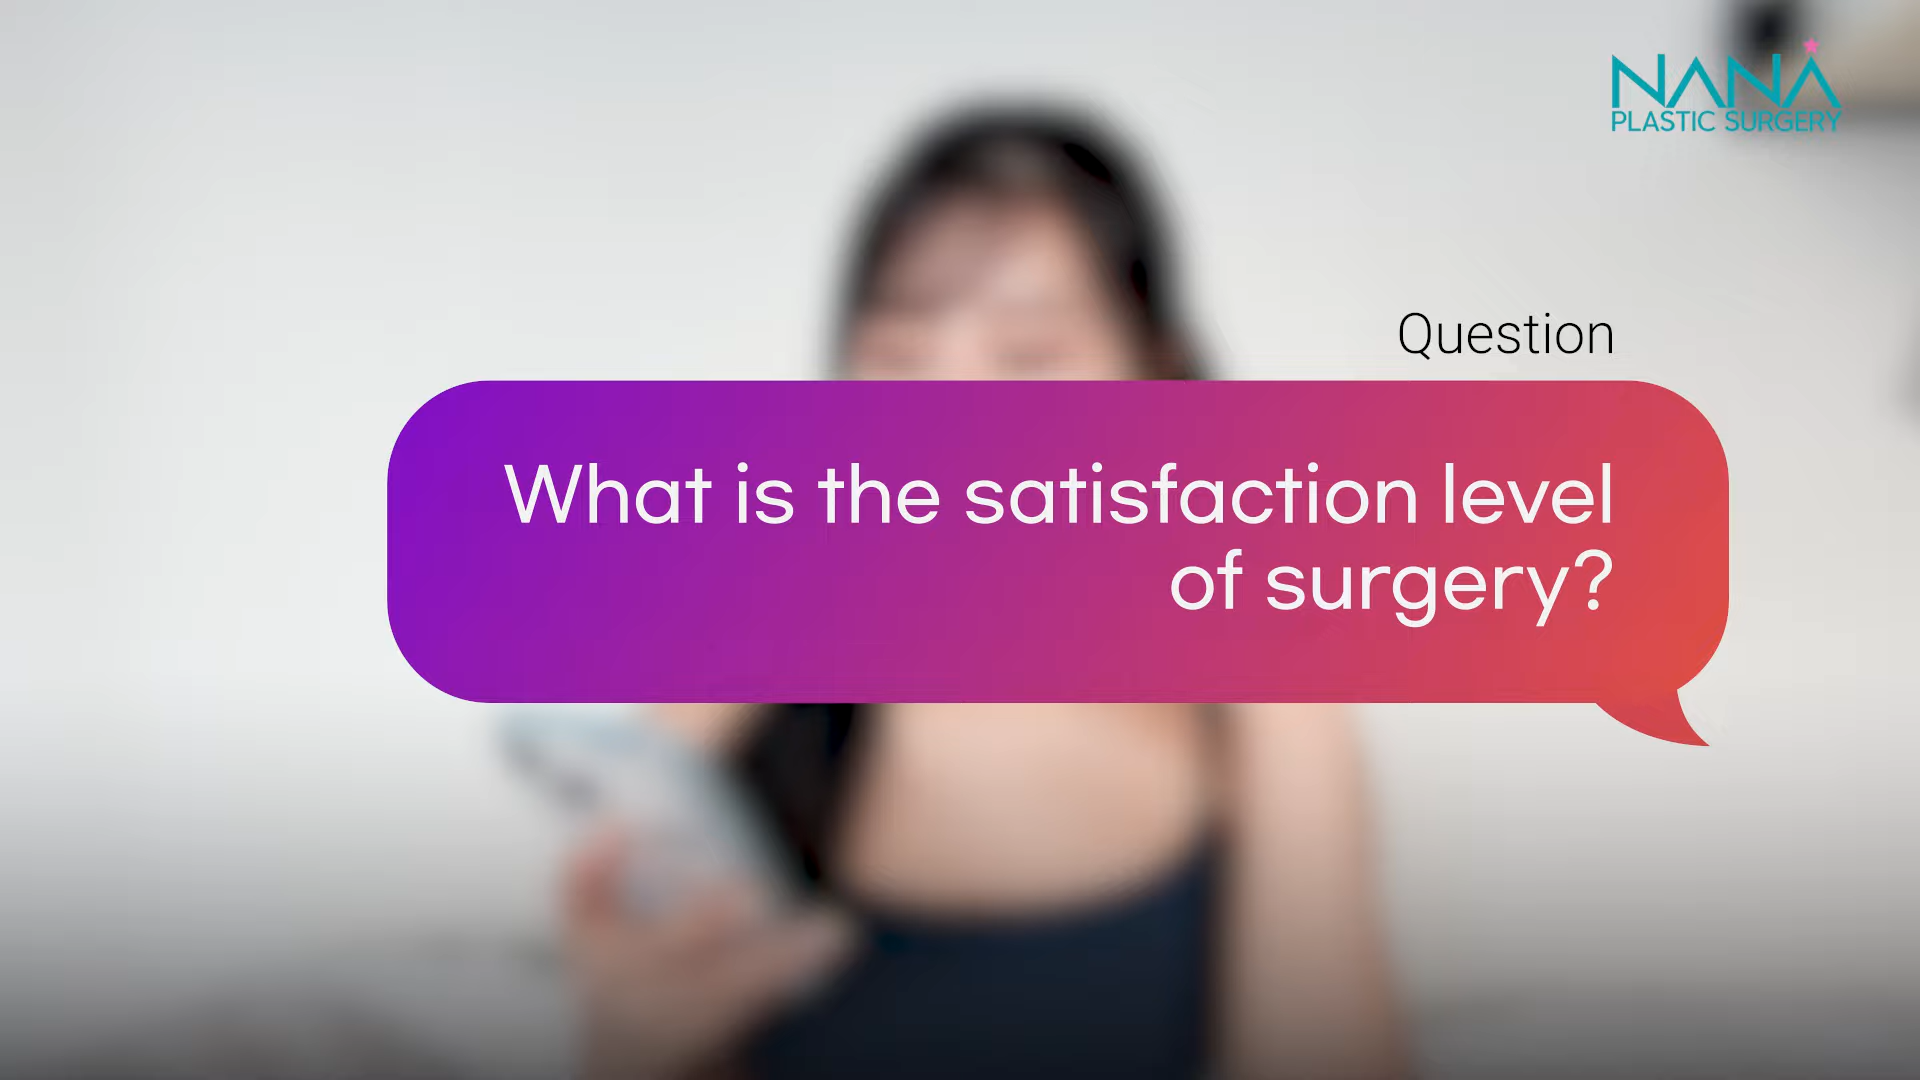 NANA
PLASTIC SURGERY
Question
What is the satisfaction level
of surgery?